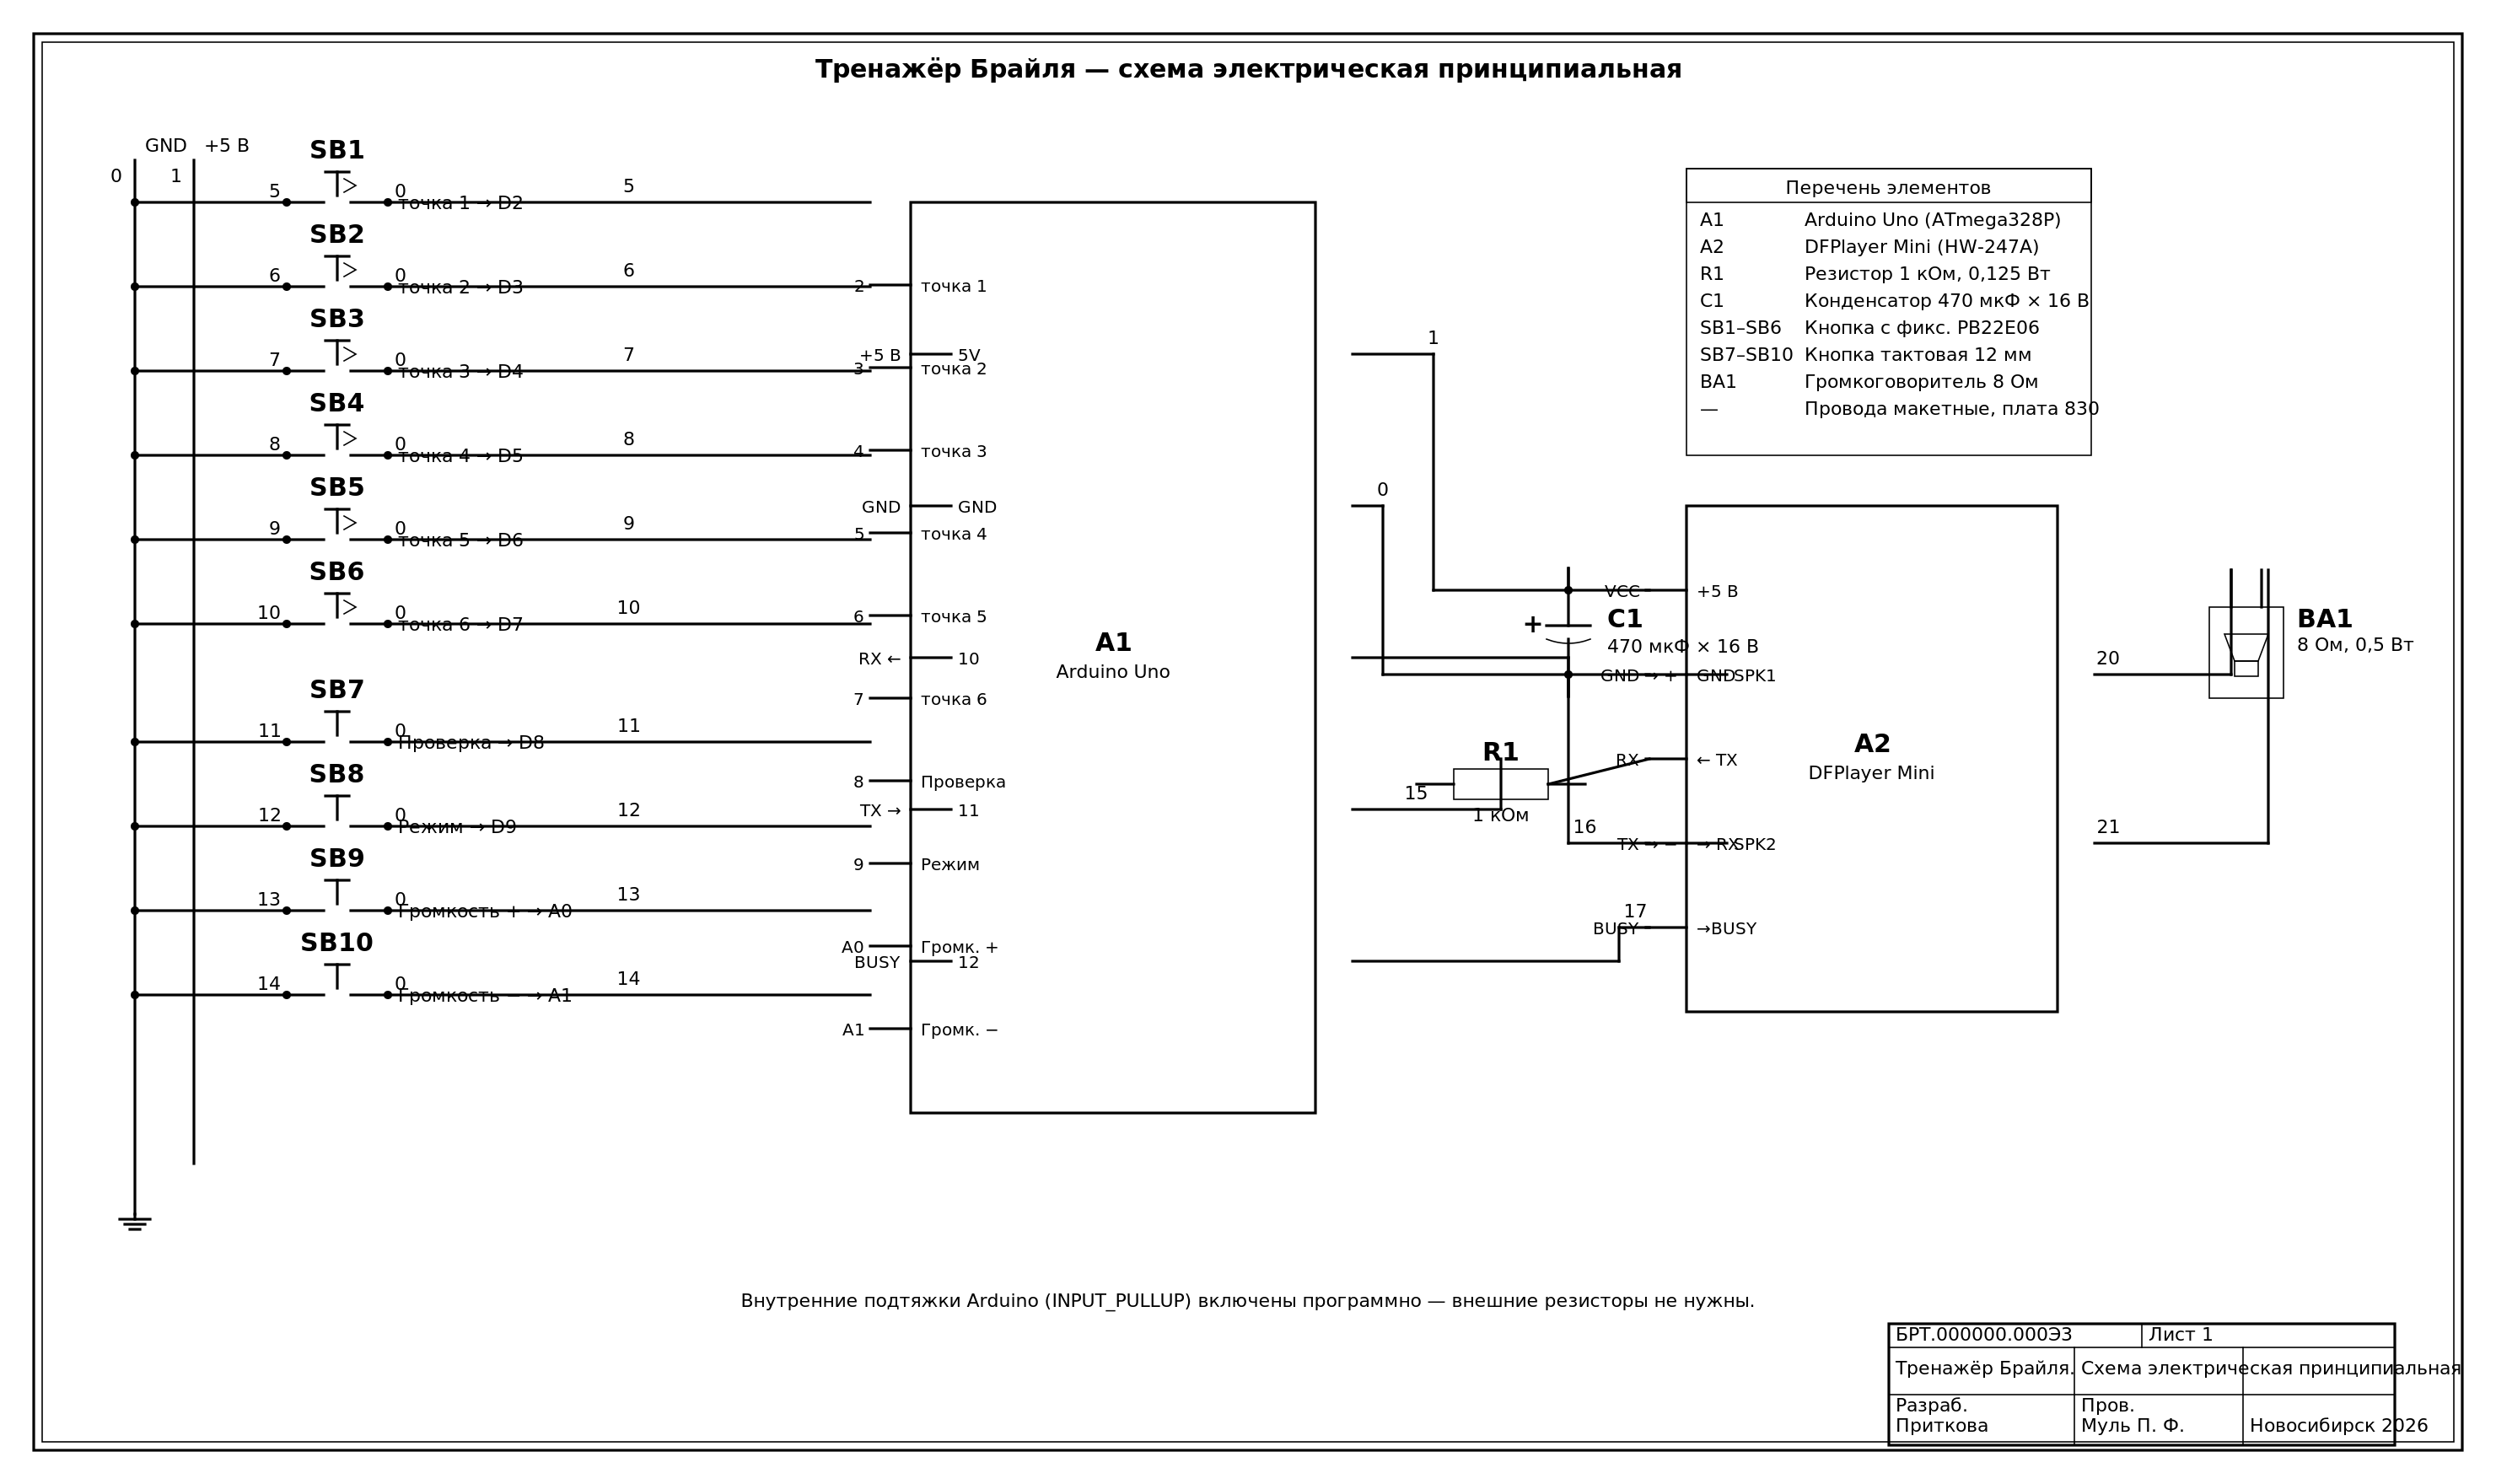 Тренажёр Брайля — схема электрическая принципиальная
GND +5 В
0 1
SB1
5 0 5
точка 1 → D2
SB2
6 0 6
точка 2 → D3
SB3
7 0 7
точка 3 → D4
SB4
8 0 8
точка 4 → D5
SB5
9 0 9
точка 5 → D6
SB6
10 0 10
точка 6 → D7
SB7
11 0 11
Проверка → D8
SB8
12 0 12
Режим → D9
SB9
13 0 13
Громкость + → A0
SB10
14 0 14
Громкость − → A1
2 точка 1
+5 В 5V
3 точка 2
4 точка 3
GND GND
5 точка 4
6 точка 5
RX ← 10
7 точка 6
8 Проверка
TX → 11
9 Режим
A0 Громк. +
BUSY 12
A1 Громк. −
A1
Arduino Uno
1
0
+
C1
470 мкФ × 16 В
R1
1 кОм
15
16
17
VCC +5 В
GND → + GND SPK1
RX ← TX
TX → − → RX SPK2
BUSY →BUSY
A2
DFPlayer Mini
20
21
BA1
8 Ом, 0,5 Вт
Перечень элементов
A1 Arduino Uno (ATmega328P)
A2 DFPlayer Mini (HW-247A)
R1 Резистор 1 кОм, 0,125 Вт
C1 Конденсатор 470 мкФ × 16 В
SB1–SB6 Кнопка с фикс. PB22E06
SB7–SB10 Кнопка тактовая 12 мм
BA1 Громкоговоритель 8 Ом
— Провода макетные, плата 830
Внутренние подтяжки Arduino (INPUT_PULLUP) включены программно — внешние резисторы не нужны.
БРТ.000000.000Э3 Лист 1
Тренажёр Брайля. Схема электрическая принципиальная
Разраб. Пров.
Приткова Муль П. Ф. Новосибирск 2026